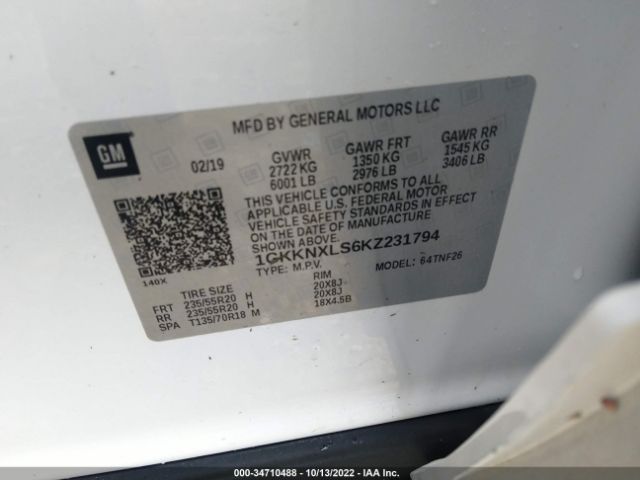 MFD BY GENERAL MOTORS LLC
GM
02/19 GVWR GAWR FRT GAWR RR
2722 KG 1350 KG 1545 KG
6001 LB 2976 LB 3406 LB
THIS VEHICLE CONFORMS TO ALL
APPLICABLE U.S. FEDERAL MOTOR
VEHICLE SAFETY STANDARDS IN EFFECT
ON THE DATE OF MANUFACTURE
SHOWN ABOVE.
1GKKNXLS6KZ231794
140X TYPE: M.P.V. MODEL: 64TNF26
TIRE SIZE RIM
FRT 235/55R20 H 20X8J
RR 235/55R20 H 20X8J
SPA T135/70R18 M 18X4.5B
000-34710488 - 10/13/2022 - IAA Inc.